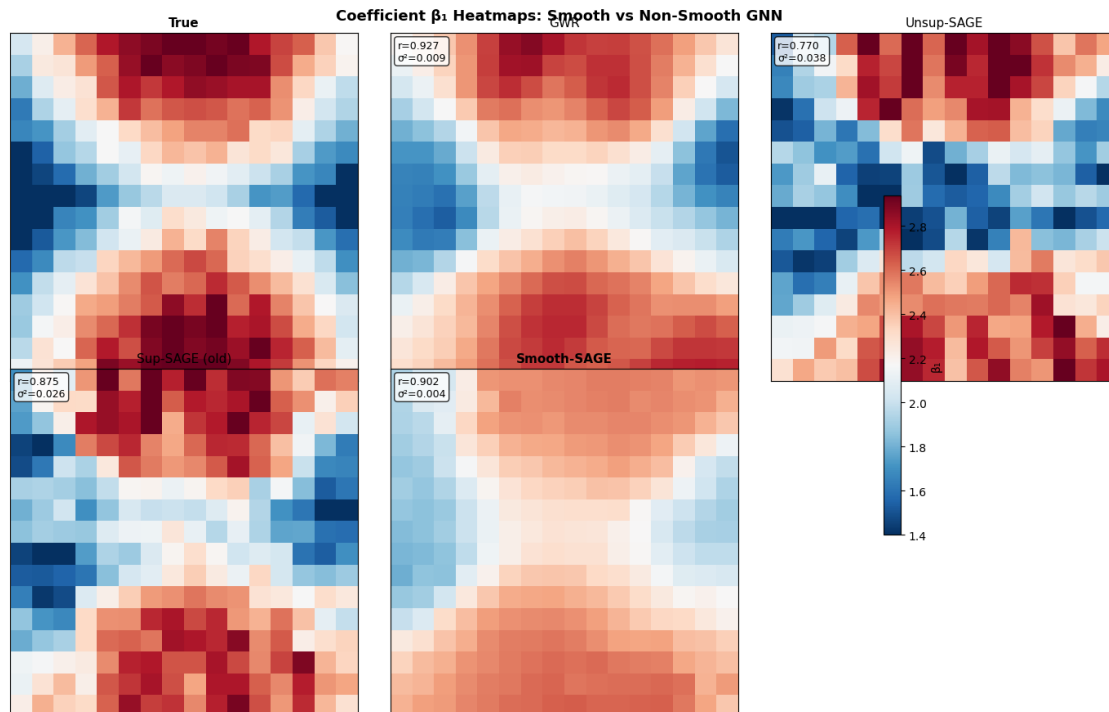 Coefficient β₁ Heatmaps: Smooth vs Non-Smooth GNN
True
GWR
Unsup-SAGE
r=0.927
σ²=0.009
r=0.770
σ²=0.038
2.8
2.6
2.4
2.2
2.0
1.8
1.6
1.4
β₁
Sup-SAGE (old)
Smooth-SAGE
r=0.875
σ²=0.026
r=0.902
σ²=0.004